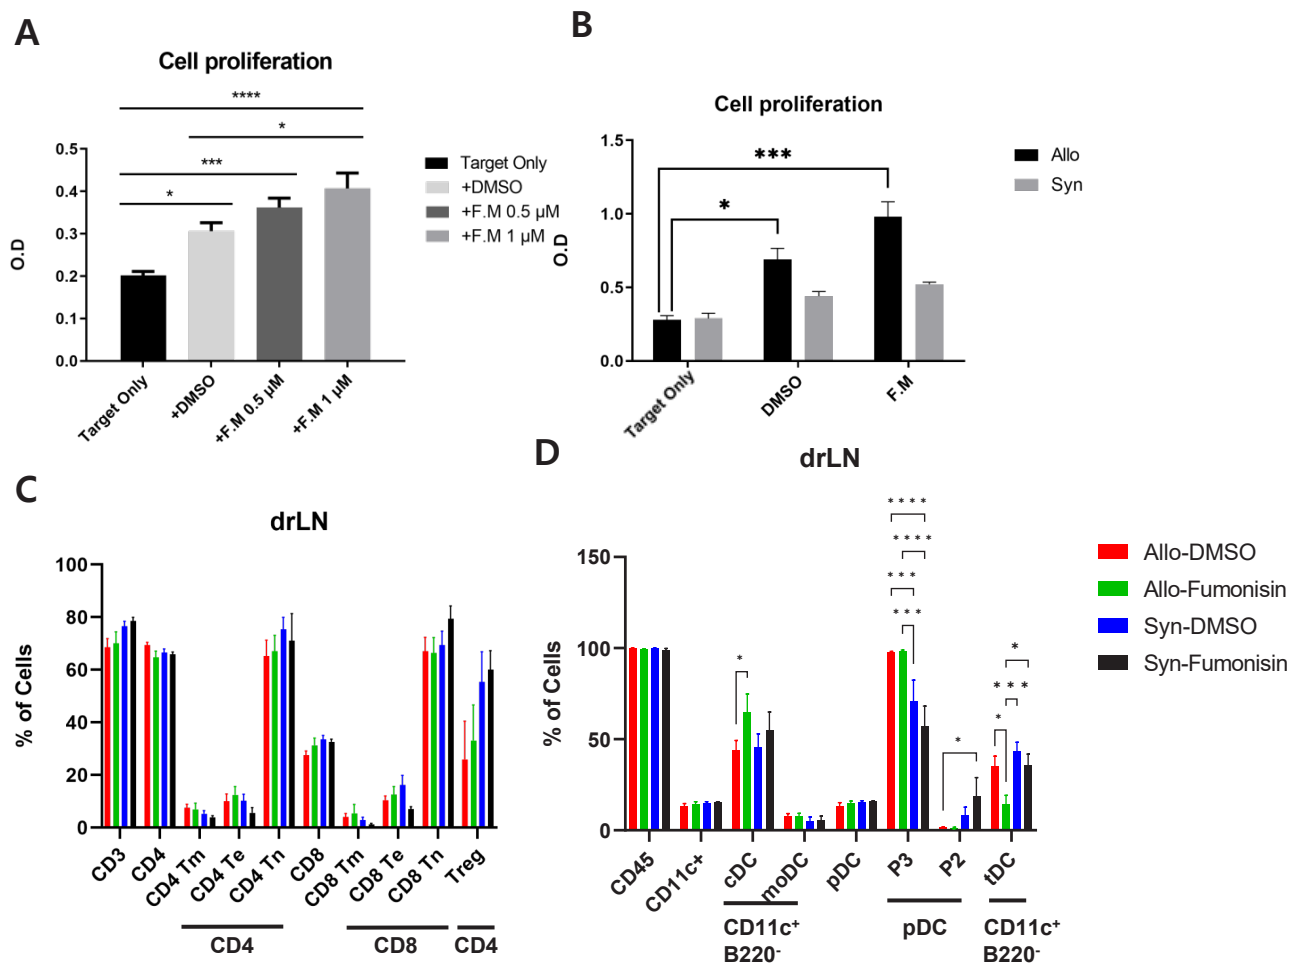 A
Cell proliferation
****
*
***
*
0.5
0.4
0.3
0.2
0.1
0.0
O.D
Target Only
+DMSO
+F.M 0.5 µM
+F.M 1 µM
Target Only
+DMSO
+F.M 0.5 µM
+F.M 1 µM
B
Cell proliferation
***
*
1.5
1.0
0.5
0.0
O.D
Target Only
DMSO
F.M
Allo
Syn
C
drLN
100
80
60
40
20
0
% of Cells
CD3
CD4
CD4 Tm
CD4 Te
CD4 Tn
CD8
CD8 Tm
CD8 Te
CD8 Tn
Treg
CD4
CD8
CD4
D
drLN
****
****
***
***
*
*
*
***
*
150
100
50
0
% of Cells
CD45
CD11c+
cDC
moDC
pDC
P3
P2
tDC
CD11c⁺
B220⁻
pDC
CD11c⁺
B220⁻
Allo-DMSO
Allo-Fumonisin
Syn-DMSO
Syn-Fumonisin